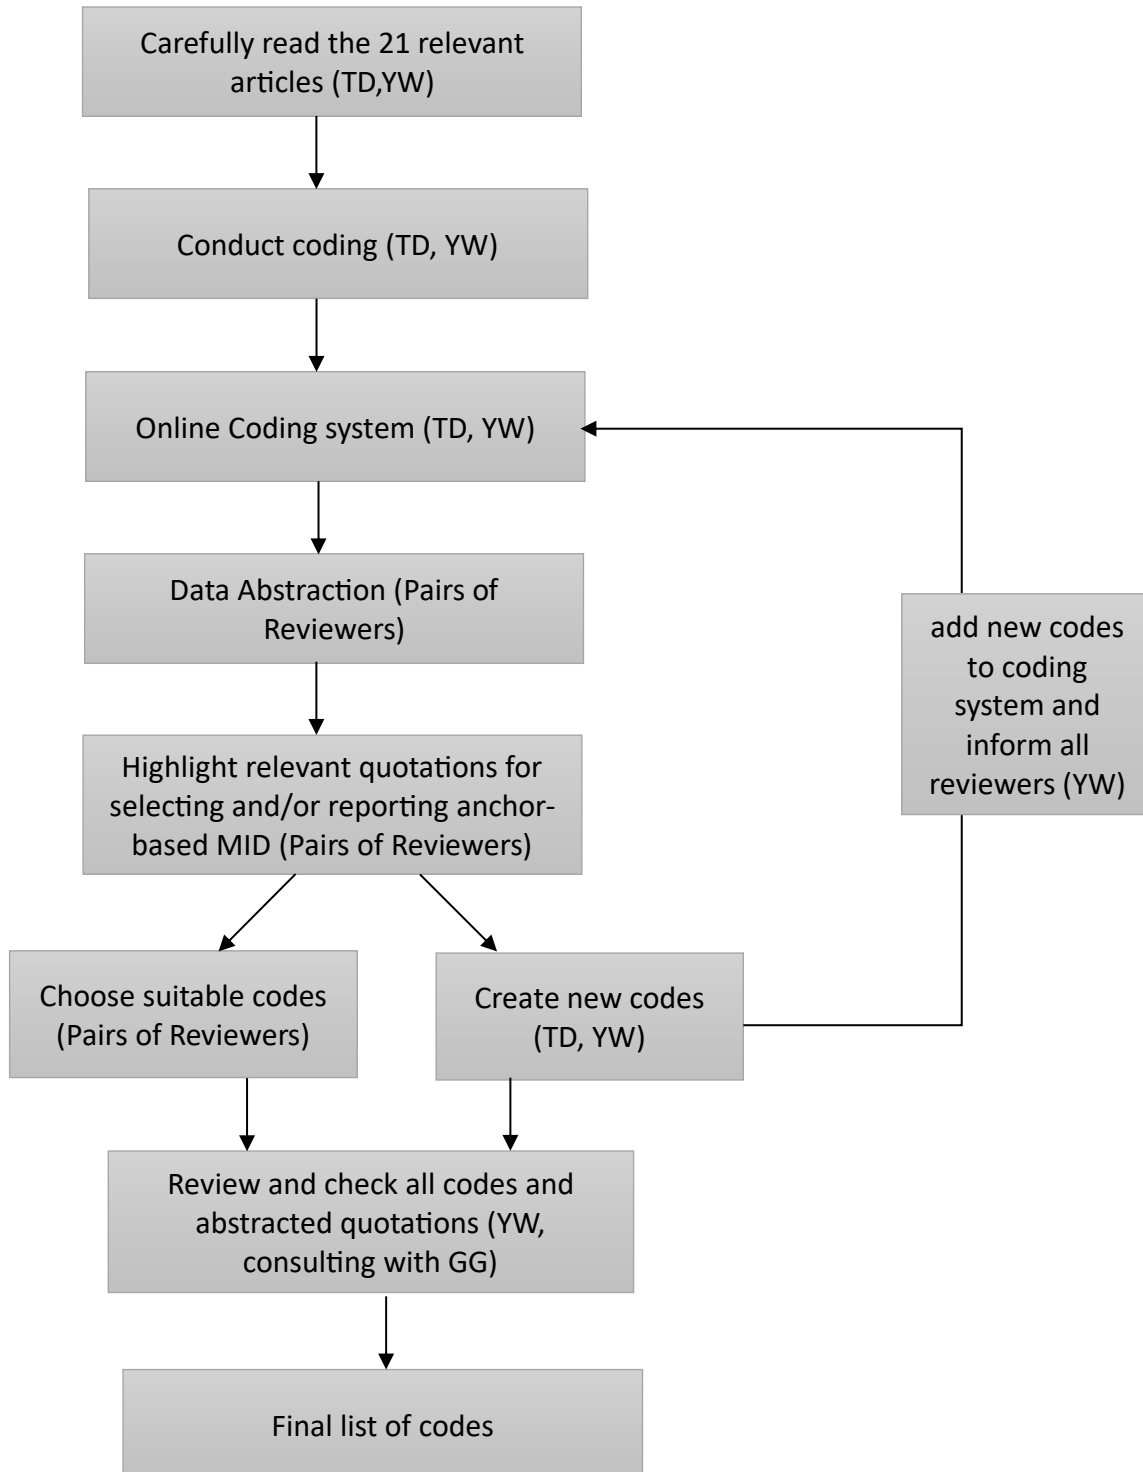 Carefully read the 21 relevant
articles (TD,YW)
Conduct coding (TD, YW)
Online Coding system (TD, YW)
Data Abstraction (Pairs of
Reviewers)
add new codes
to coding
system and
inform all
reviewers (YW)
Highlight relevant quotations for
selecting and/or reporting anchor-
based MID (Pairs of Reviewers)
Choose suitable codes
(Pairs of Reviewers)
Create new codes
(TD, YW)
Review and check all codes and
abstracted quotations (YW,
consulting with GG)
Final list of codes